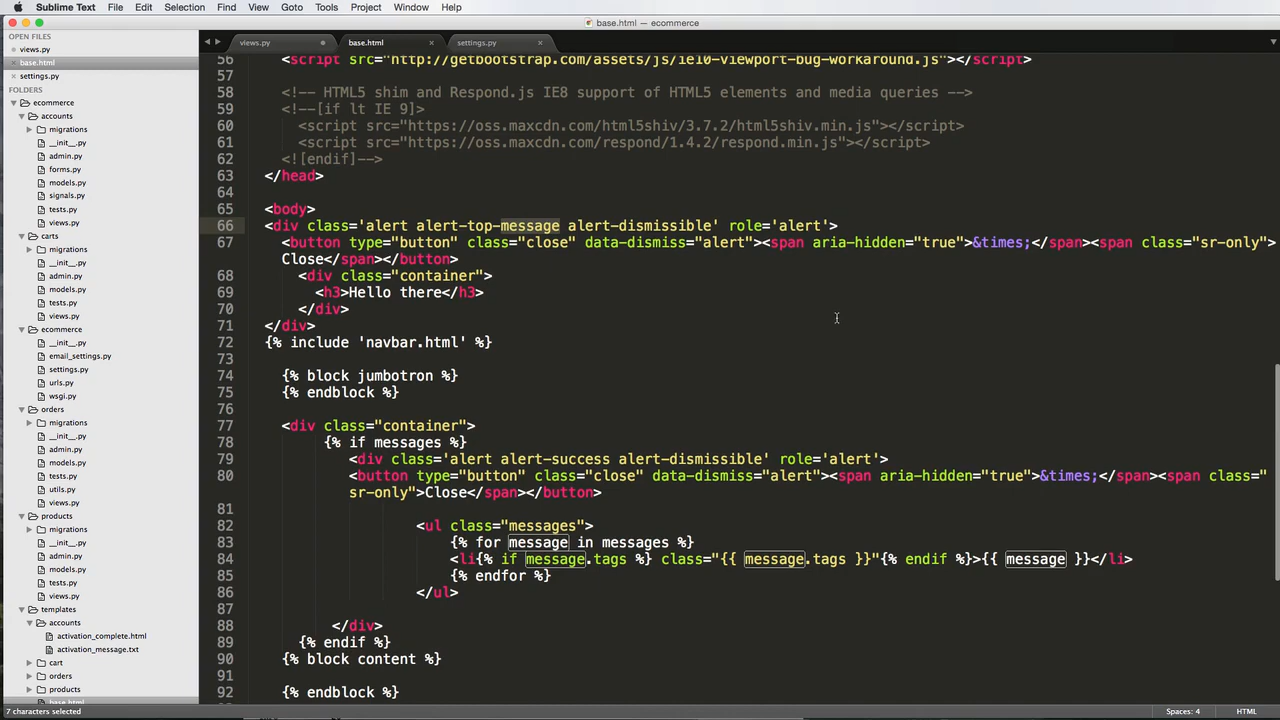 Sublime Text File Edit Selection Find View Goto Tools Project Window Help
base.html — ecommerce
OPEN FILES
views.py
base.html
settings.py
FOLDERS
ecommerce
accounts
migrations
__init__.py
admin.py
forms.py
models.py
signals.py
tests.py
views.py
carts
migrations
__init__.py
admin.py
models.py
tests.py
views.py
ecommerce
__init__.py
email_settings.py
settings.py
urls.py
wsgi.py
orders
migrations
__init__.py
admin.py
models.py
tests.py
utils.py
views.py
products
migrations
__init__.py
admin.py
models.py
tests.py
views.py
templates
accounts
activation_complete.html
activation_message.txt
cart
orders
products
base.html
views.py base.html settings.py
56 <script src="http://getbootstrap.com/assets/js/ie10-viewport-bug-workaround.js"></script>
57
58 <!-- HTML5 shim and Respond.js IE8 support of HTML5 elements and media queries -->
59 <!--[if lt IE 9]>
60 <script src="https://oss.maxcdn.com/html5shiv/3.7.2/html5shiv.min.js"></script>
61 <script src="https://oss.maxcdn.com/respond/1.4.2/respond.min.js"></script>
62 <![endif]-->
63 </head>
64
65 <body>
66 <div class='alert alert-top-message alert-dismissible' role='alert'>
67 <button type="button" class="close" data-dismiss="alert"><span aria-hidden="true">&times;</span><span class="sr-only">
Close</span></button>
68 <div class="container">
69 <h3>Hello there</h3>
70 </div>
71 </div>
72 {% include 'navbar.html' %}
73
74 {% block jumbotron %}
75 {% endblock %}
76
77 <div class="container">
78 {% if messages %}
79 <div class='alert alert-success alert-dismissible' role='alert'>
80 <button type="button" class="close" data-dismiss="alert"><span aria-hidden="true">&times;</span><span class="
sr-only">Close</span></button>
81
82 <ul class="messages">
83 {% for message in messages %}
84 <li{% if message.tags %} class="{{ message.tags }}"{% endif %}>{{ message }}</li>
85 {% endfor %}
86 </ul>
87
88 </div>
89 {% endif %}
90 {% block content %}
91
92 {% endblock %}
7 characters selected Spaces: 4 HTML